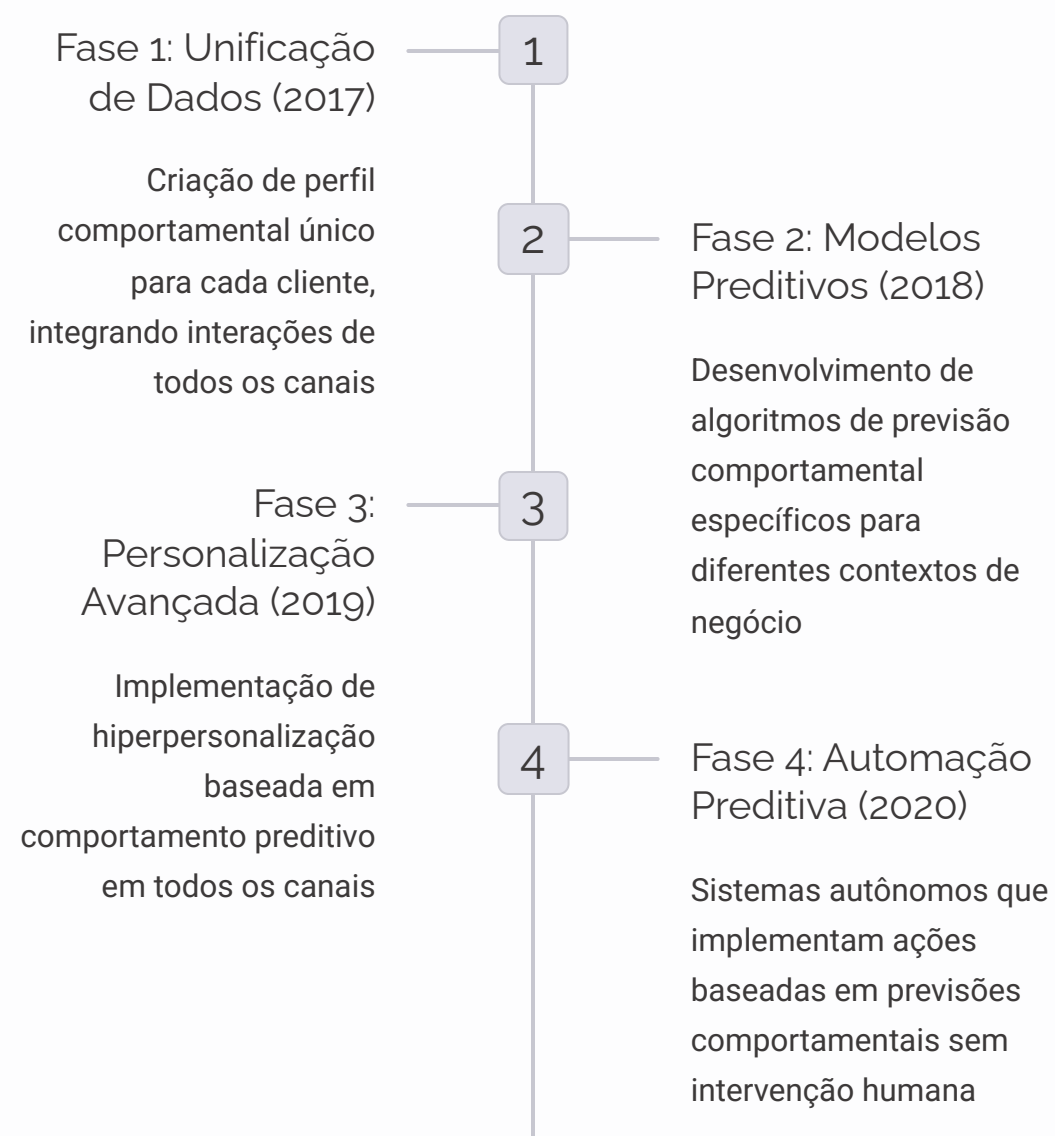 1
Fase 1: Unificação
de Dados (2017)
Criação de perfil
comportamental único
para cada cliente,
integrando interações de
todos os canais
2
Fase 2: Modelos
Preditivos (2018)
Desenvolvimento de
algoritmos de previsão
comportamental
específicos para
diferentes contextos de
negócio
3
Fase 3:
Personalização
Avançada (2019)
Implementação de
hiperpersonalização
baseada em
comportamento preditivo
em todos os canais
4
Fase 4: Automação
Preditiva (2020)
Sistemas autônomos que
implementam ações
baseadas em previsões
comportamentais sem
intervenção humana